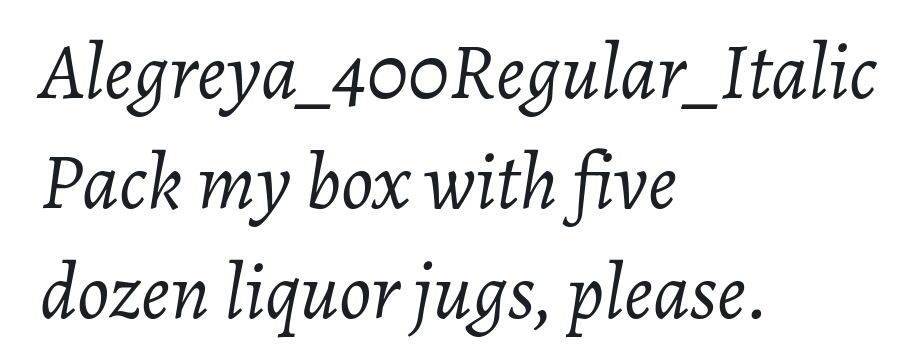 Alegreya_400Regular_Italic
Pack my box with five
dozen liquor jugs, please.